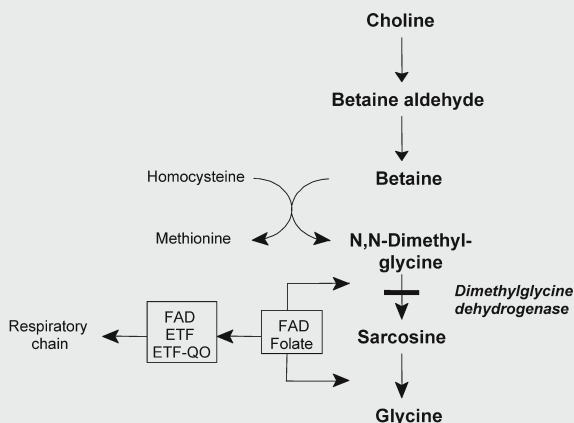 Choline
Betaine aldehyde
Homocysteine
Betaine
Methionine
N,N-Dimethyl-
glycine
Dimethylglycine
dehydrogenase
FAD
ETF
ETF-QO
FAD
Folate
Respiratory
chain
Sarcosine
Glycine